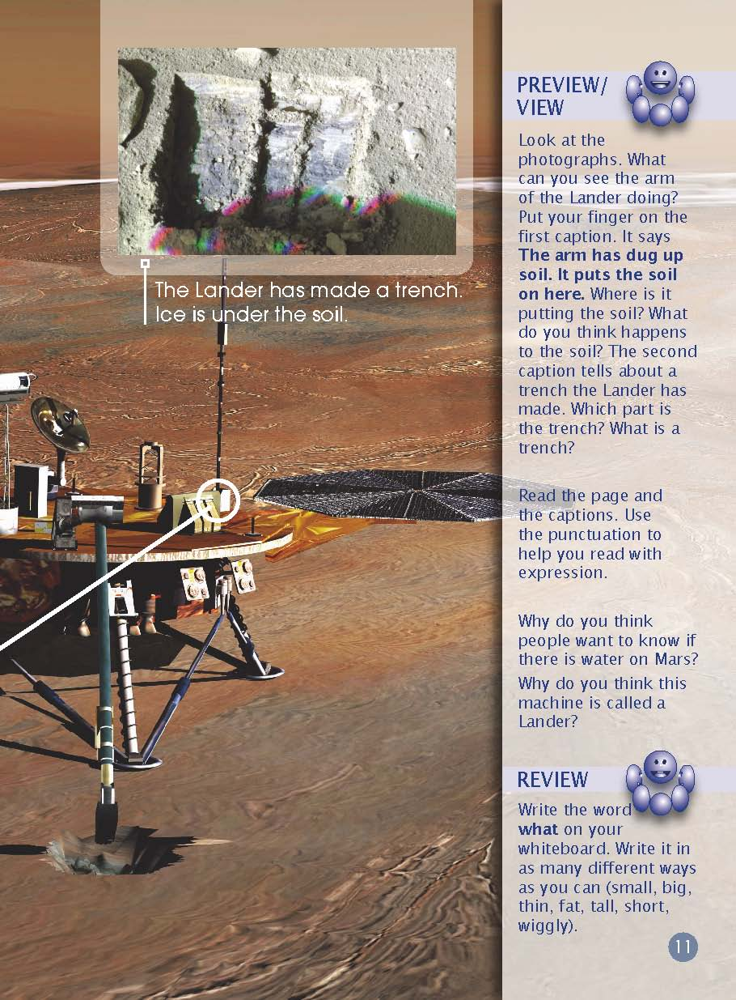 The Lander has made a trench.
Ice is under the soil.
PREVIEW/
VIEW
Look at the
photographs. What
can you see the arm
of the Lander doing?
Put your finger on the
first caption. It says
The arm has dug up
soil. It puts the soil
on here. Where is it
putting the soil? What
do you think happens
to the soil? The second
caption tells about a
trench the Lander has
made. Which part is
the trench? What is a
trench?
Read the page and
the captions. Use
the punctuation to
help you read with
expression.
Why do you think
people want to know if
there is water on Mars?
Why do you think this
machine is called a
Lander?
REVIEW
Write the word
what on your
whiteboard. Write it in
as many different ways
as you can (small, big,
thin, fat, tall, short,
wiggly).
11